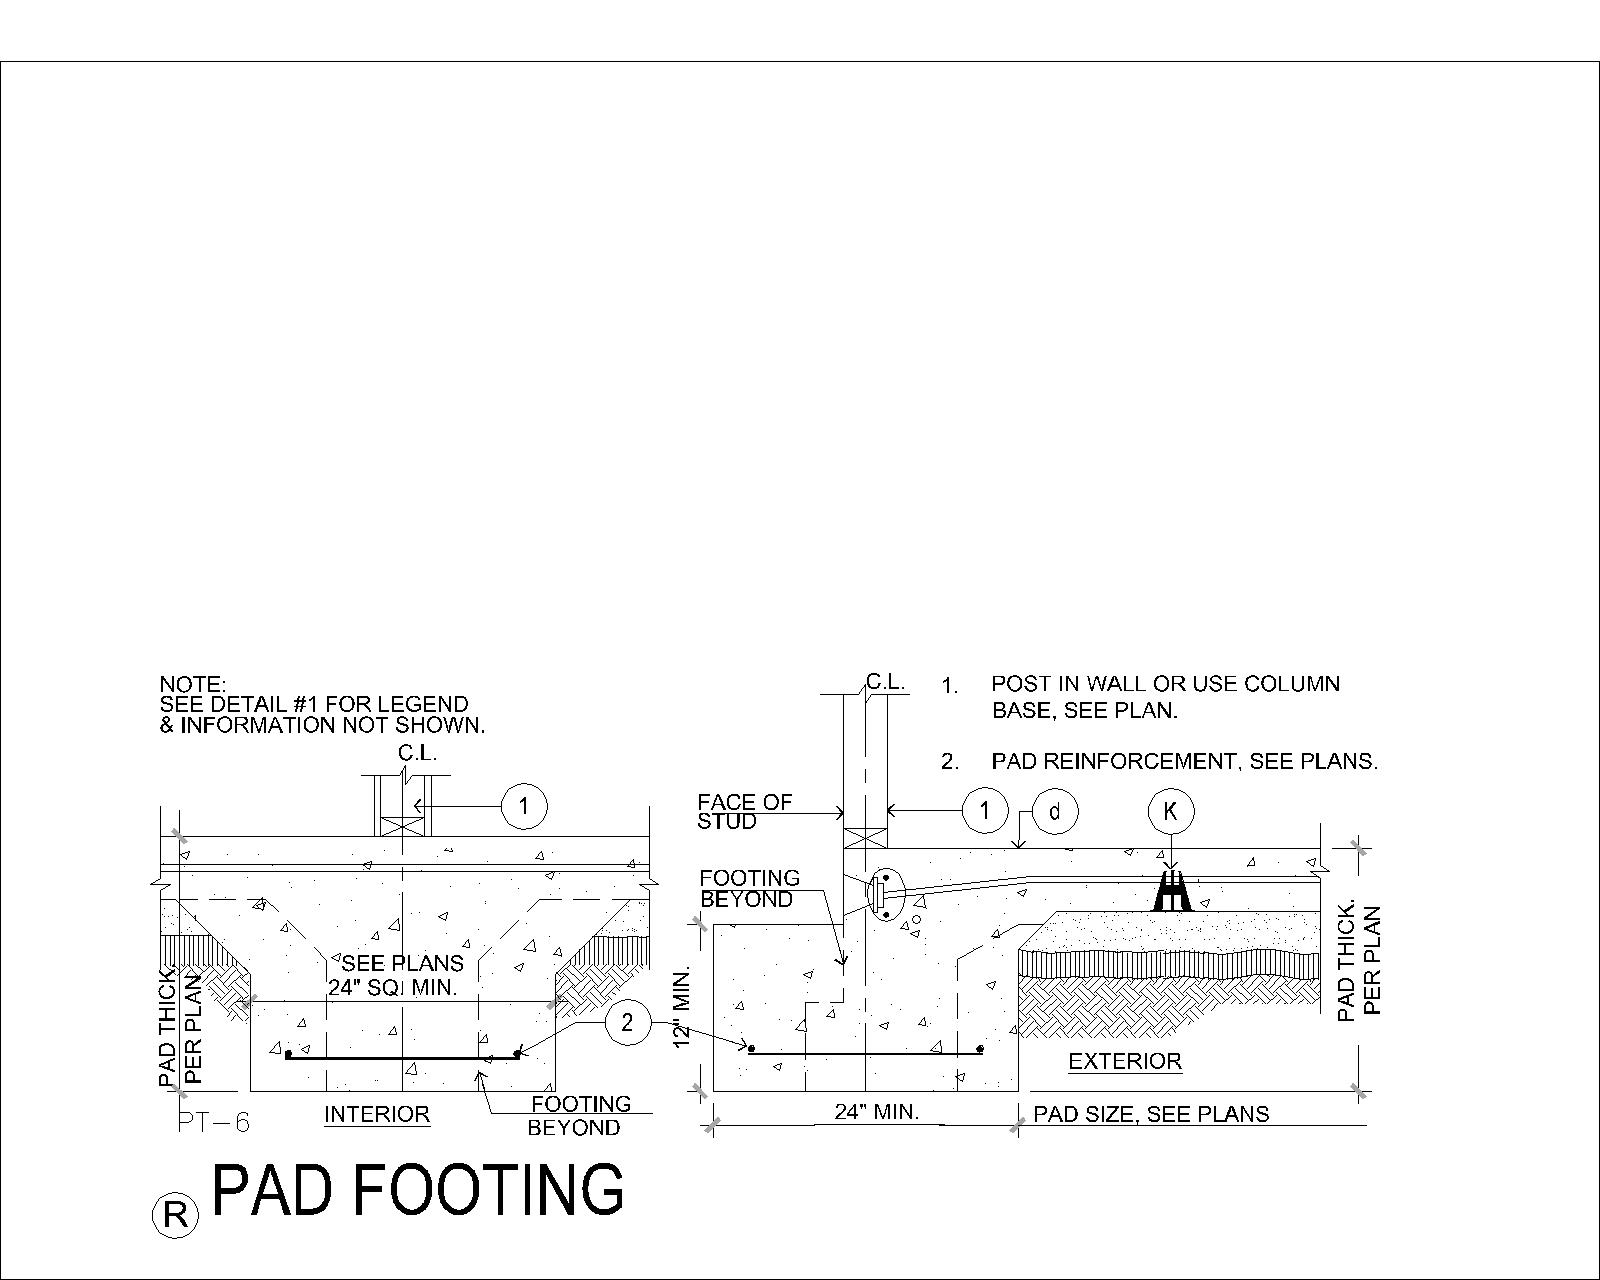 NOTE:
SEE DETAIL #1 FOR LEGEND
& INFORMATION NOT SHOWN.
C.L.
1
SEE PLANS
24" SQ. MIN.
PAD THICK.
PER PLAN
2
PT-6
INTERIOR
FOOTING
BEYOND
C.L.
1. POST IN WALL OR USE COLUMN
BASE, SEE PLAN.
2. PAD REINFORCEMENT, SEE PLANS.
FACE OF
STUD
1
d
K
FOOTING
BEYOND
12" MIN.
PAD THICK.
PER PLAN
EXTERIOR
24" MIN.
PAD SIZE, SEE PLANS
R
PAD FOOTING